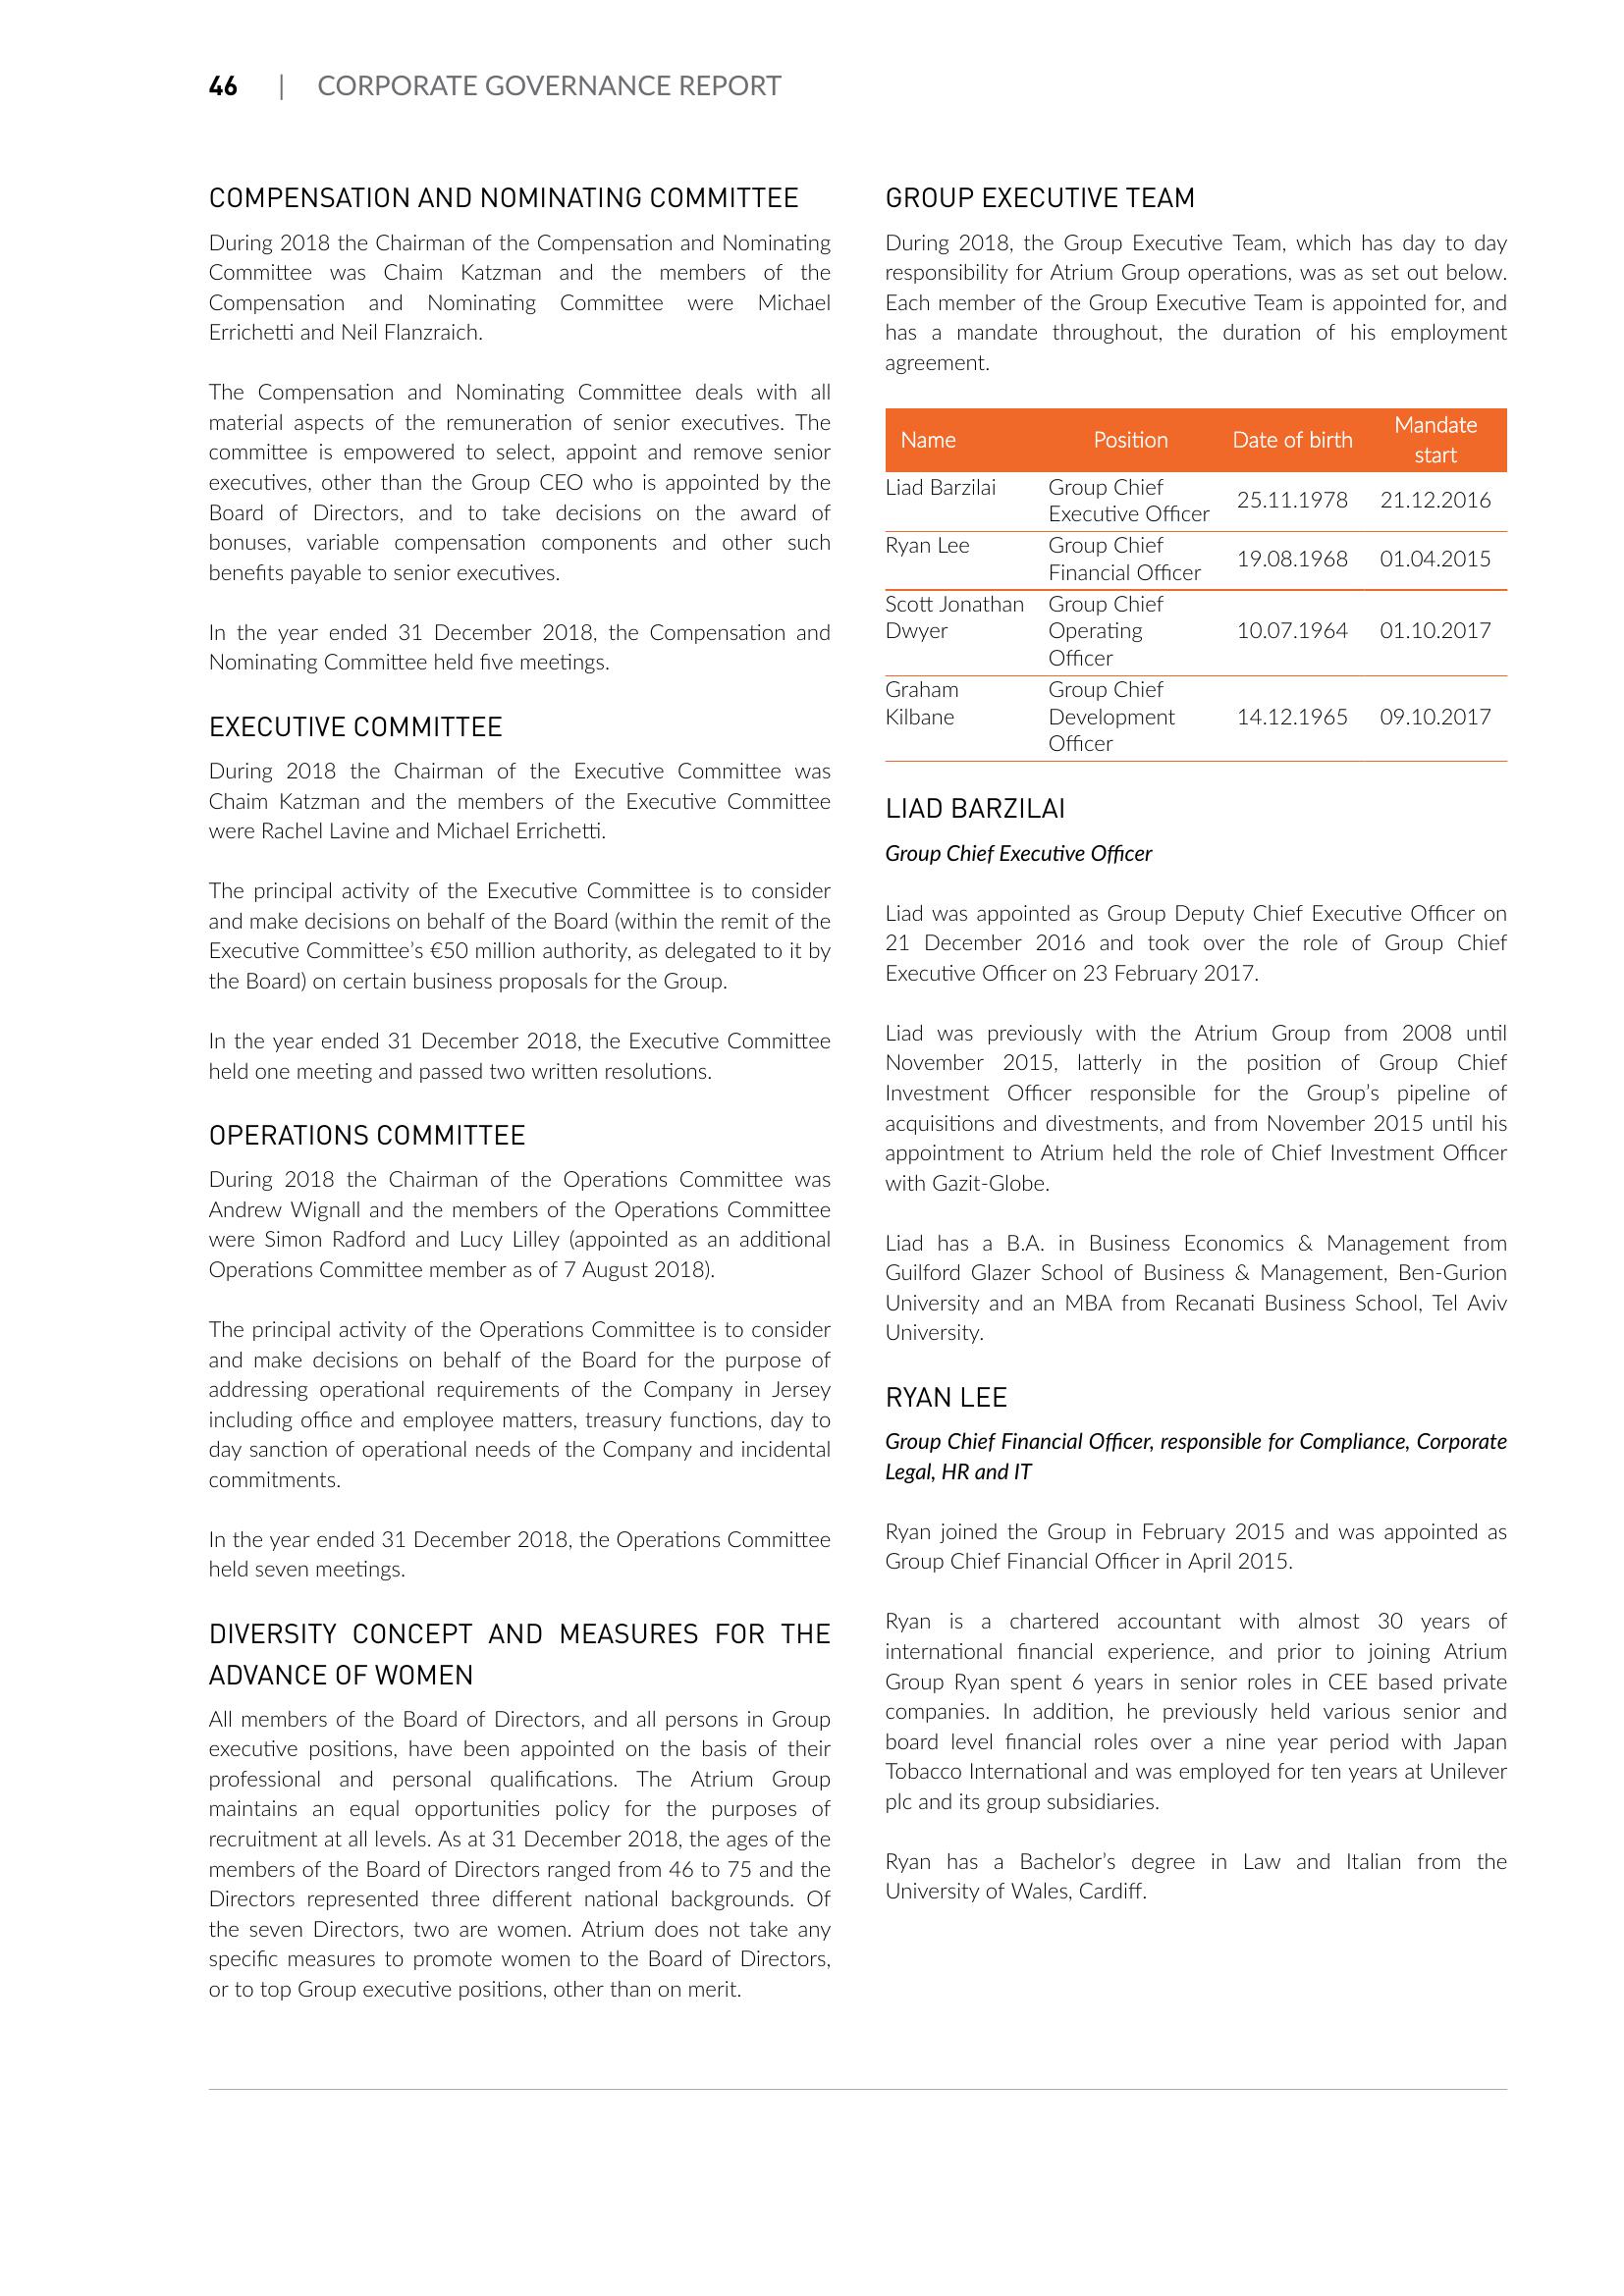 46 | CORPORATE GOVERNANCE REPORT
COMPENSATION AND NOMINATING COMMITTEE
During 2018 the Chairman of the Compensation and Nominating
Committee was Chaim Katzman and the members of the
Compensation and Nominating Committee were Michael
Errichetti and Neil Flanzraich.
The Compensation and Nominating Committee deals with all
material aspects of the remuneration of senior executives. The
committee is empowered to select, appoint and remove senior
executives, other than the Group CEO who is appointed by the
Board of Directors, and to take decisions on the award of
bonuses, variable compensation components and other such
benefits payable to senior executives.
In the year ended 31 December 2018, the Compensation and
Nominating Committee held five meetings.
EXECUTIVE COMMITTEE
During 2018 the Chairman of the Executive Committee was
Chaim Katzman and the members of the Executive Committee
were Rachel Lavine and Michael Errichetti.
The principal activity of the Executive Committee is to consider
and make decisions on behalf of the Board (within the remit of the
Executive Committee’s €50 million authority, as delegated to it by
the Board) on certain business proposals for the Group.
In the year ended 31 December 2018, the Executive Committee
held one meeting and passed two written resolutions.
OPERATIONS COMMITTEE
During 2018 the Chairman of the Operations Committee was
Andrew Wignall and the members of the Operations Committee
were Simon Radford and Lucy Lilley (appointed as an additional
Operations Committee member as of 7 August 2018).
The principal activity of the Operations Committee is to consider
and make decisions on behalf of the Board for the purpose of
addressing operational requirements of the Company in Jersey
including office and employee matters, treasury functions, day to
day sanction of operational needs of the Company and incidental
commitments.
In the year ended 31 December 2018, the Operations Committee
held seven meetings.
DIVERSITY CONCEPT AND MEASURES FOR THE
ADVANCE OF WOMEN
All members of the Board of Directors, and all persons in Group
executive positions, have been appointed on the basis of their
professional and personal qualifications. The Atrium Group
maintains an equal opportunities policy for the purposes of
recruitment at all levels. As at 31 December 2018, the ages of the
members of the Board of Directors ranged from 46 to 75 and the
Directors represented three different national backgrounds. Of
the seven Directors, two are women. Atrium does not take any
specific measures to promote women to the Board of Directors,
or to top Group executive positions, other than on merit.
GROUP EXECUTIVE TEAM
During 2018, the Group Executive Team, which has day to day
responsibility for Atrium Group operations, was as set out below.
Each member of the Group Executive Team is appointed for, and
has a mandate throughout, the duration of his employment
agreement.
Name Position Date of birth Mandate
start
Liad Barzilai Group Chief
Executive Officer 25.11.1978 21.12.2016
Ryan Lee Group Chief
Financial Officer 19.08.1968 01.04.2015
Scott Jonathan Group Chief
Dwyer Operating 10.07.1964 01.10.2017
Officer
Graham Group Chief
Kilbane Development 14.12.1965 09.10.2017
Officer
LIAD BARZILAI
Group Chief Executive Officer
Liad was appointed as Group Deputy Chief Executive Officer on
21 December 2016 and took over the role of Group Chief
Executive Officer on 23 February 2017.
Liad was previously with the Atrium Group from 2008 until
November 2015, latterly in the position of Group Chief
Investment Officer responsible for the Group’s pipeline of
acquisitions and divestments, and from November 2015 until his
appointment to Atrium held the role of Chief Investment Officer
with Gazit-Globe.
Liad has a B.A. in Business Economics & Management from
Guilford Glazer School of Business & Management, Ben-Gurion
University and an MBA from Recanati Business School, Tel Aviv
University.
RYAN LEE
Group Chief Financial Officer, responsible for Compliance, Corporate
Legal, HR and IT
Ryan joined the Group in February 2015 and was appointed as
Group Chief Financial Officer in April 2015.
Ryan is a chartered accountant with almost 30 years of
international financial experience, and prior to joining Atrium
Group Ryan spent 6 years in senior roles in CEE based private
companies. In addition, he previously held various senior and
board level financial roles over a nine year period with Japan
Tobacco International and was employed for ten years at Unilever
plc and its group subsidiaries.
Ryan has a Bachelor’s degree in Law and Italian from the
University of Wales, Cardiff.